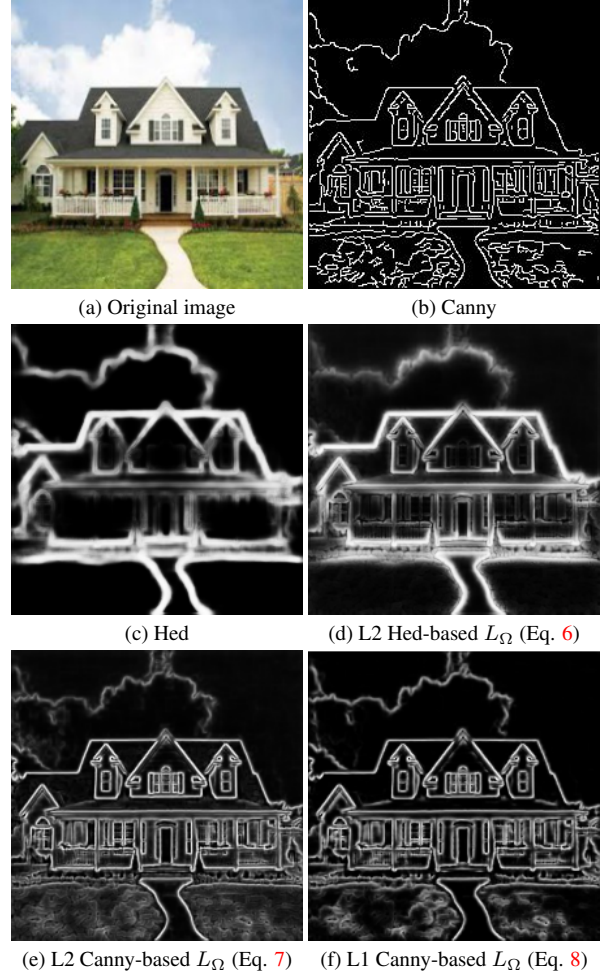 (a) Original image
(b) Canny
(c) Hed
(d) L2 Hed-based L_Ω (Eq. 6)
(e) L2 Canny-based L_Ω (Eq. 7)
(f) L1 Canny-based L_Ω (Eq. 8)